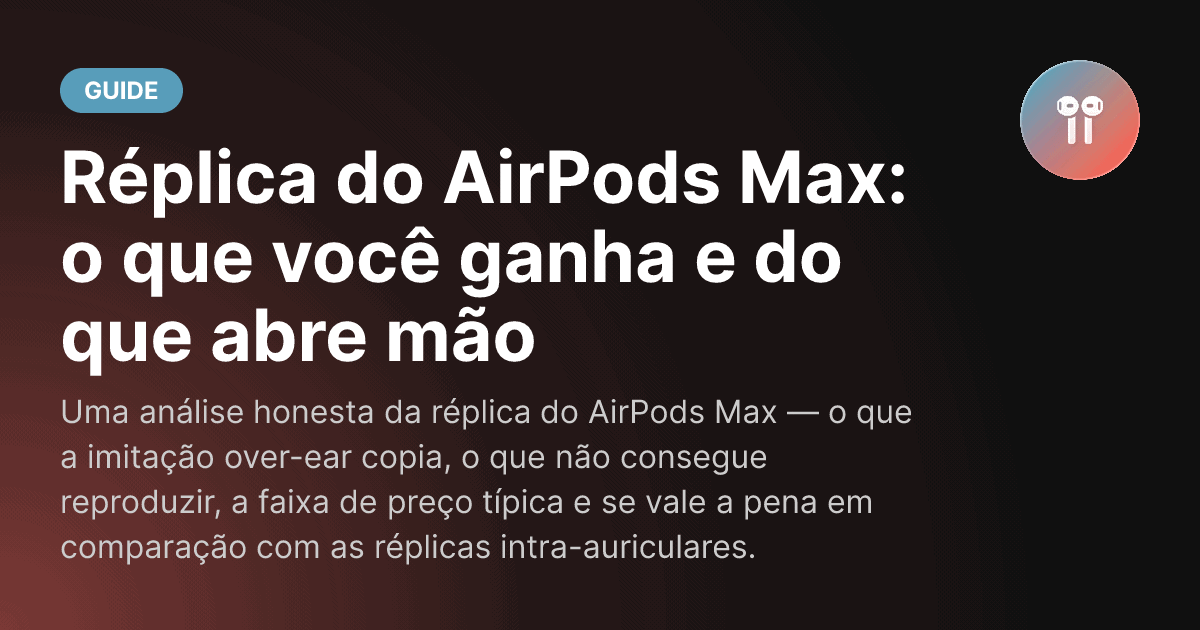 GUIDE
Réplica do AirPods Max:
o que você ganha e do
que abre mão
Uma análise honesta da réplica do AirPods Max — o que
a imitação over-ear copia, o que não consegue
reproduzir, a faixa de preço típica e se vale a pena em
comparação com as réplicas intra-auriculares.